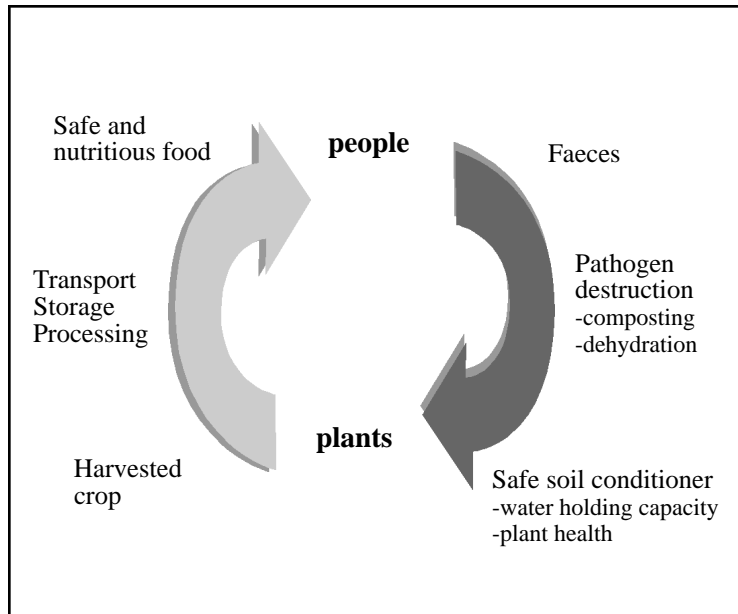 Safe and
nutritious food
people
Faeces
Transport
Storage
Processing
Pathogen
destruction
-composting
-dehydration
plants
Harvested
crop
Safe soil conditioner
-water holding capacity
-plant health